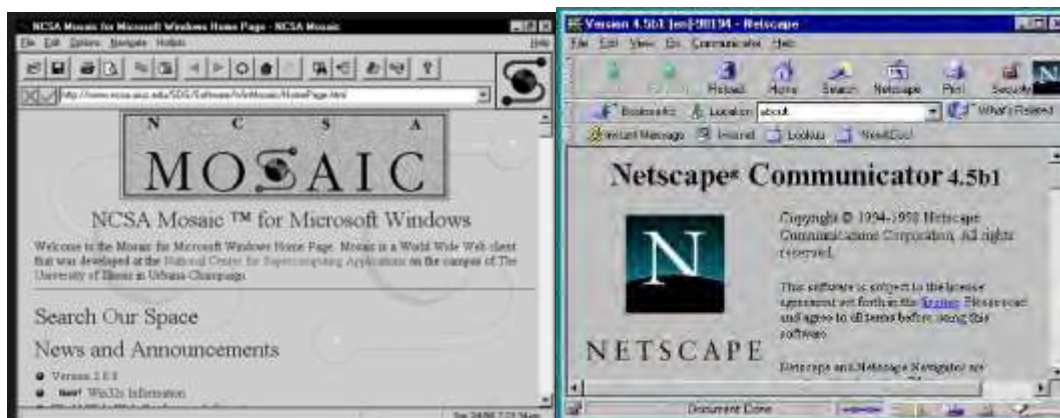 NCSA Mosaic for Microsoft Windows Home Page - NCSA Mosaic
File Edit Options Navigate Hotlists Help
http://www.ncsa.uiuc.edu/SDG/Software/WinMosaic/HomePage.html
N C S A
MOSAIC
NCSA Mosaic ™ for Microsoft Windows
Welcome to the Mosaic for Microsoft Windows Home Page. Mosaic is a World Wide Web client
that was developed at the National Center for Supercomputing Applications on the campus of The
University of Illinois in Urbana-Champaign.
Search Our Space
News and Announcements
Version 2.0.0
New! Win32s Information
Version 4.5b1 [en]-98194 - Netscape
File Edit View Go Communicator Help
Reload Home Search Netscape Print Security
Bookmarks Location about: What's Related
Instant Message Internet Lookup New&Cool
Netscape® Communicator 4.5b1
N
NETSCAPE
Copyright © 1994-1998 Netscape
Communications Corporation, All rights
reserved.
This software is subject to the license
agreement set forth in the license. Please read
and agree to all terms before using this
software.
Netscape and Netscape Navigator are
Document Done